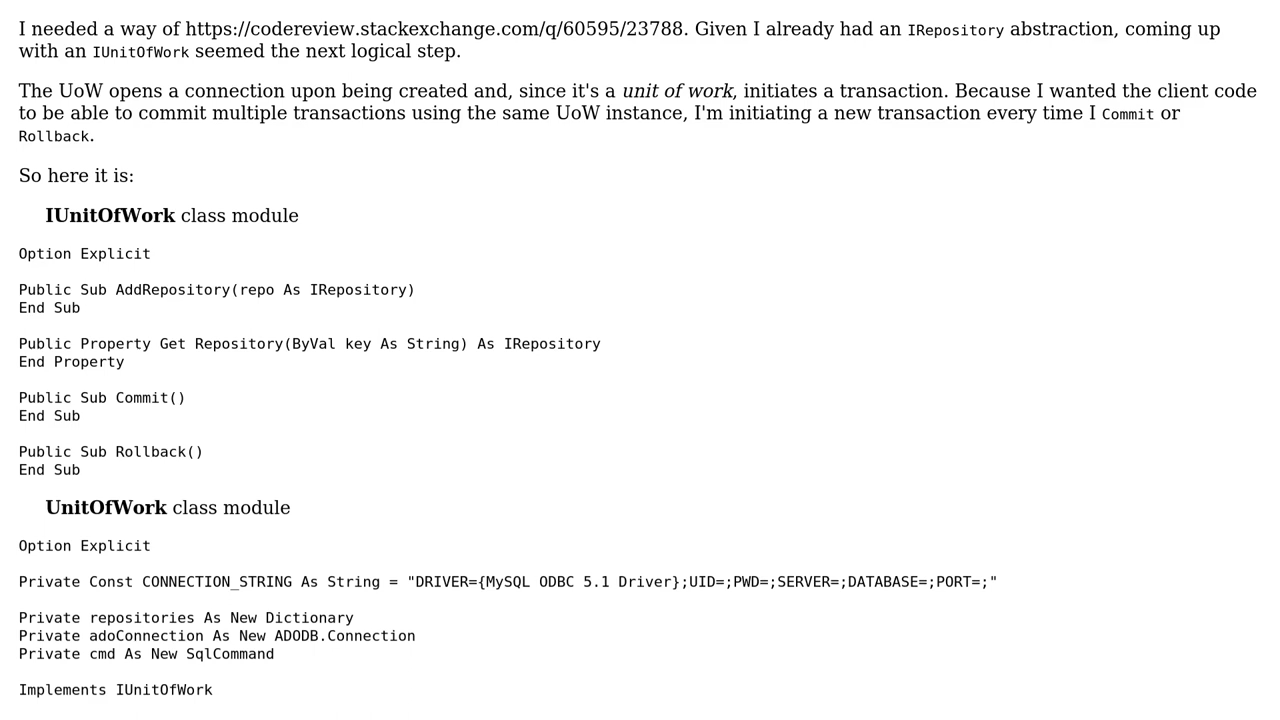 I needed a way of https://codereview.stackexchange.com/q/60595/23788. Given I already had an IRepository abstraction, coming up
with an IUnitOfWork seemed the next logical step.
The UoW opens a connection upon being created and, since it's a unit of work, initiates a transaction. Because I wanted the client code
to be able to commit multiple transactions using the same UoW instance, I'm initiating a new transaction every time I Commit or
Rollback.
So here it is:
IUnitOfWork class module
Option Explicit
Public Sub AddRepository(repo As IRepository)
End Sub
Public Property Get Repository(ByVal key As String) As IRepository
End Property
Public Sub Commit()
End Sub
Public Sub Rollback()
End Sub
UnitOfWork class module
Option Explicit
Private Const CONNECTION_STRING As String = "DRIVER={MySQL ODBC 5.1 Driver};UID=;PWD=;SERVER=;DATABASE=;PORT=;"
Private repositories As New Dictionary
Private adoConnection As New ADODB.Connection
Private cmd As New SqlCommand
Implements IUnitOfWork